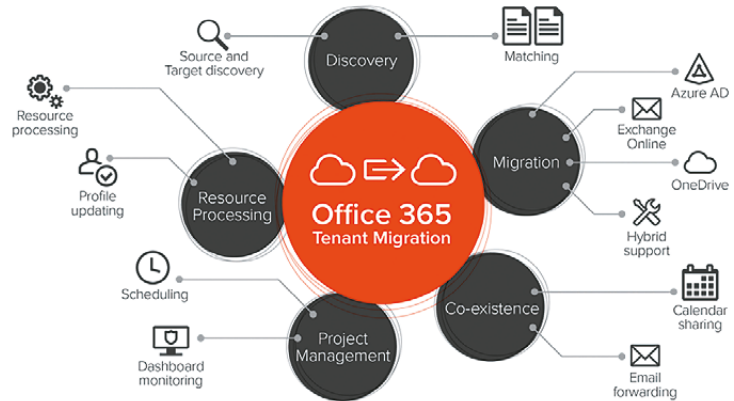 Discovery
Source and
Target discovery
Matching
Migration
Azure AD
Exchange
Online
OneDrive
Hybrid
support
Office 365
Tenant Migration
Resource
Processing
Resource
processing
Profile
updating
Co-existence
Calendar
sharing
Email
forwarding
Project
Management
Scheduling
Dashboard
monitoring